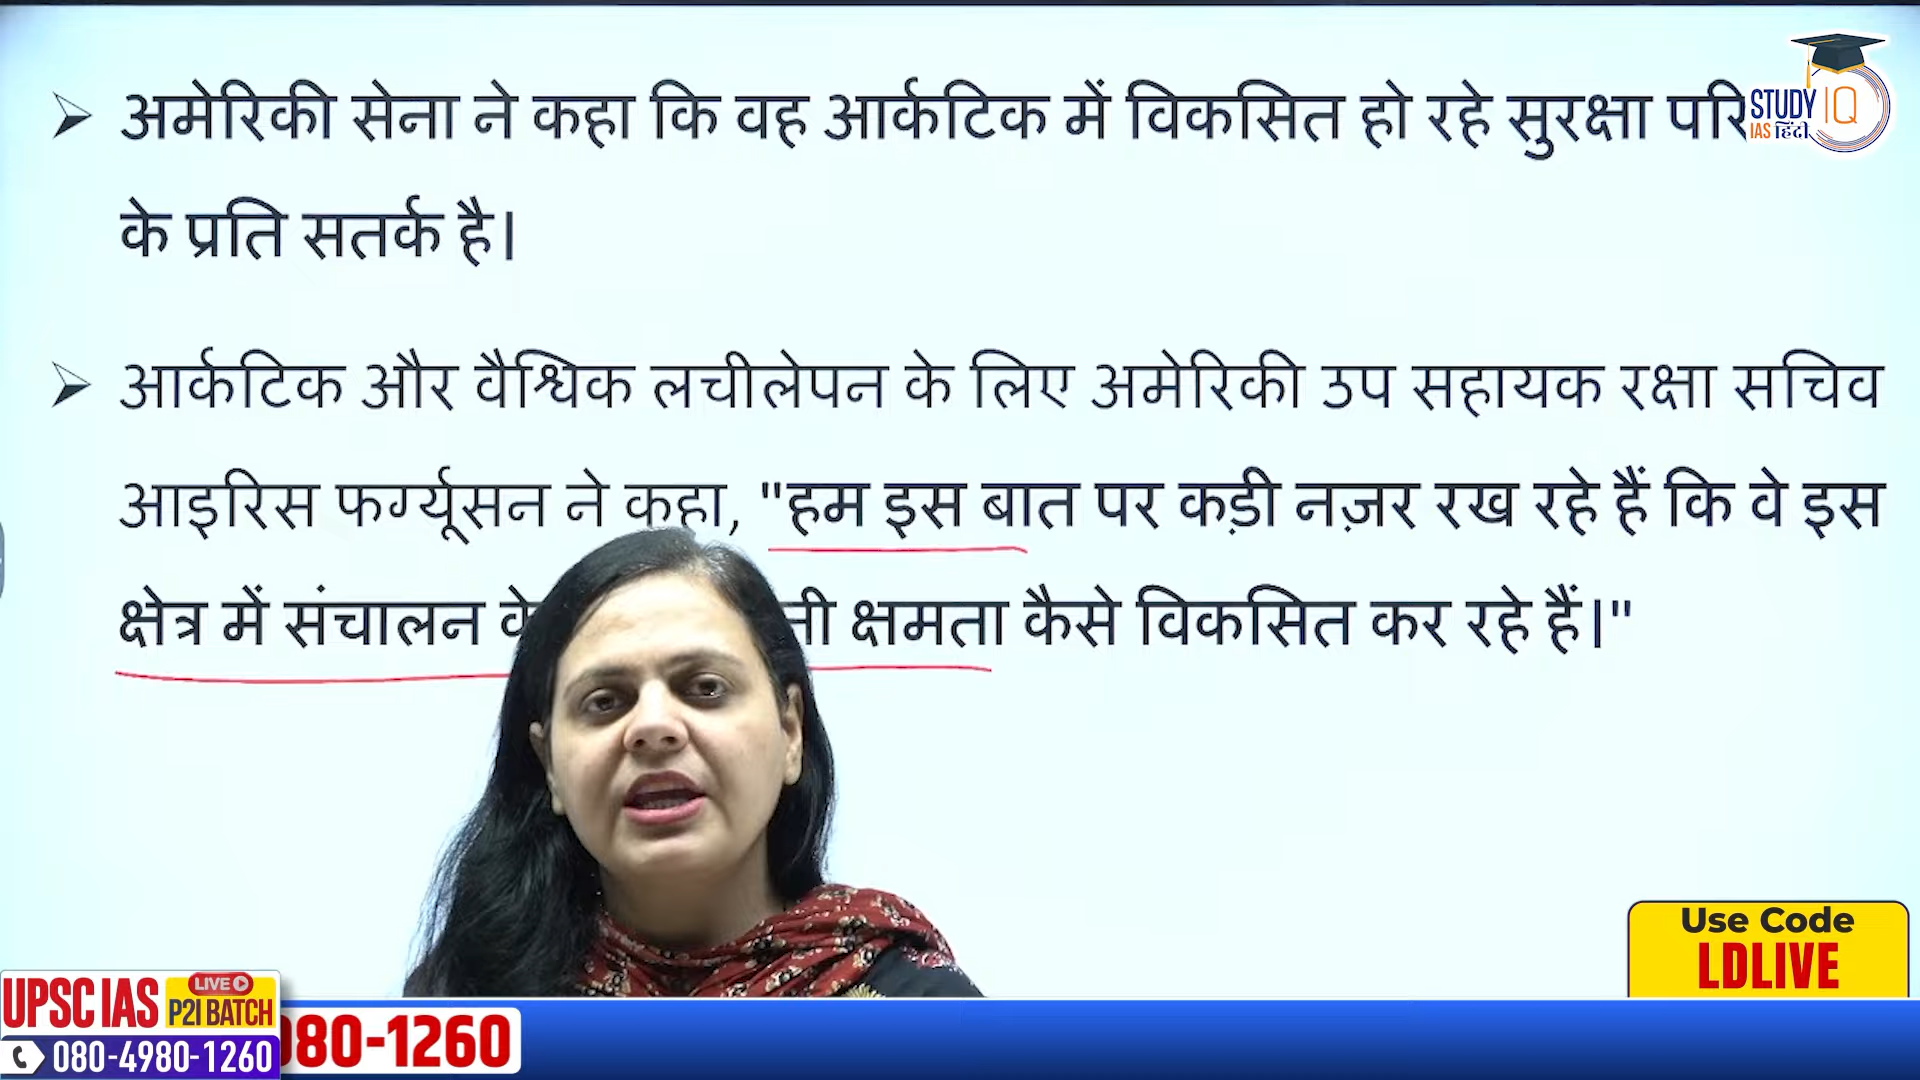 अमेरिकी सेना ने कहा कि वह आर्कटिक में विकसित हो रहे सुरक्षा
के प्रति सतर्क है।
आर्कटिक और वैश्विक लचीलेपन के लिए अमेरिकी उप सहायक रक्षा सचिव
आइरिस फर्ग्यूसन ने कहा, "हम इस बात पर कड़ी नज़र रख रहे हैं कि वे इस
क्षेत्र में संचालन के क्षमता कैसे विकसित कर रहे हैं।"
STUDY IQ
IAS हिंदी
Use Code
LDLIVE
UPSC IAS
LIVE
P2I BATCH
080-4980-1260
080-1260